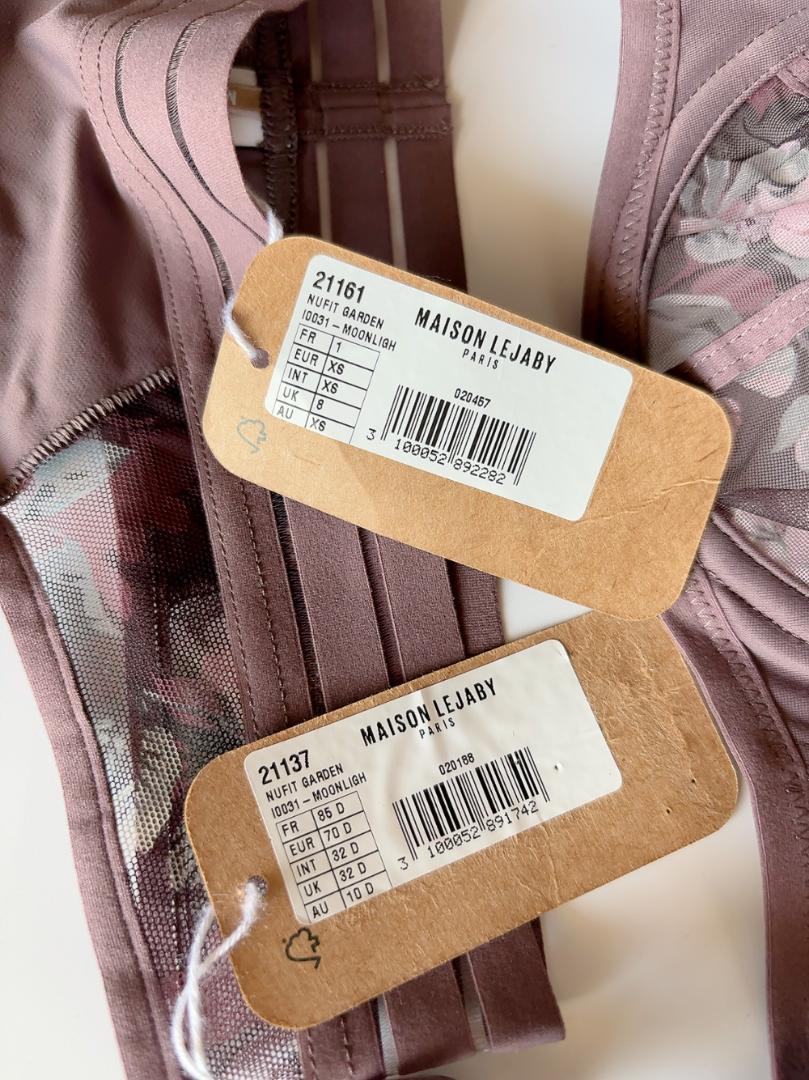 21161
NUFIT GARDEN
I0031 – MOONLIGH
FR 1
EUR XS
INT XS
UK 8
AU XS
MAISON LEJABY
PARIS
020457
3 100052 892282
MAISON LEJABY
PARIS
21137
NUFIT GARDEN
I0031 – MOONLIGH
FR 85 D
EUR 70 D
INT 32 D
UK 32 D
AU 10 D
020188
3 100052 891742